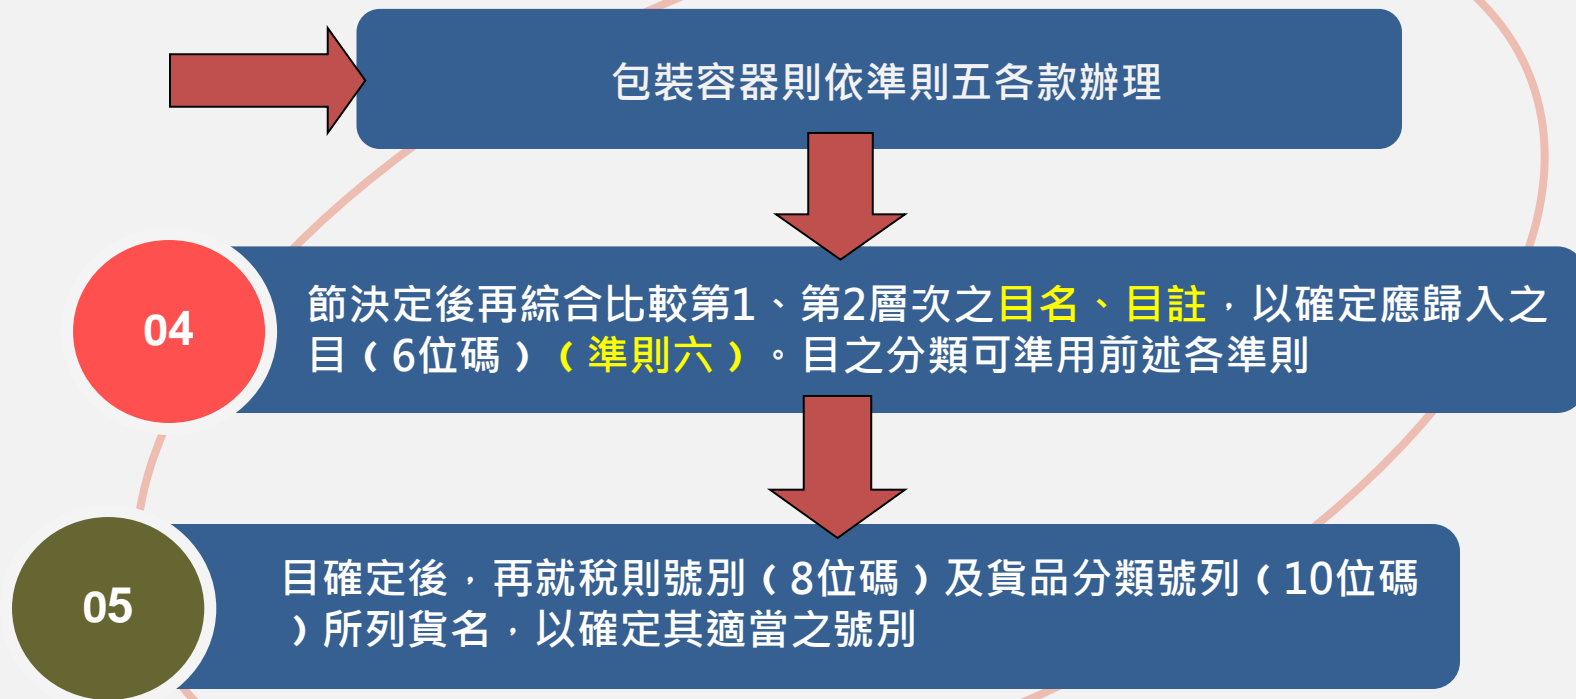 包裝容器則依準則五各款辦理
04
節決定後再綜合比較第1、第2層次之目名、目註，以確定應歸入之
目（6位碼）（準則六）。目之分類可準用前述各準則
05
目確定後，再就稅則號別（8位碼）及貨品分類號列（10位碼
）所列貨名，以確定其適當之號別